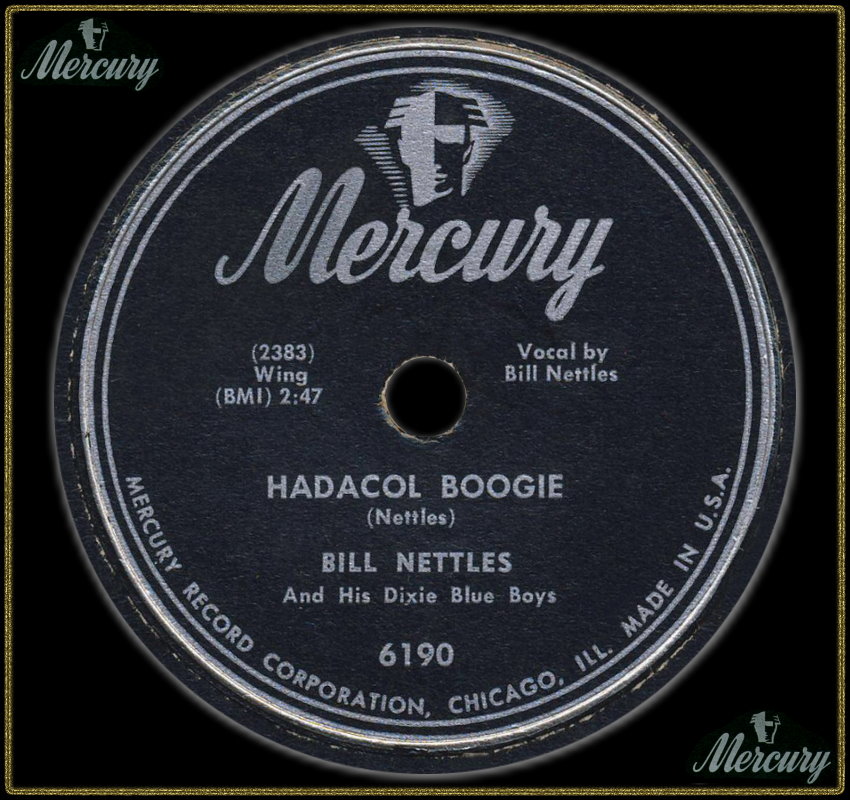 Mercury
Mercury
(2383)
Wing
(BMI) 2:47
Vocal by
Bill Nettles
HADACOL BOOGIE
(Nettles)
BILL NETTLES
And His Dixie Blue Boys
6190
MERCURY RECORD CORPORATION, CHICAGO, ILL. MADE IN U.S.A.
Mercury